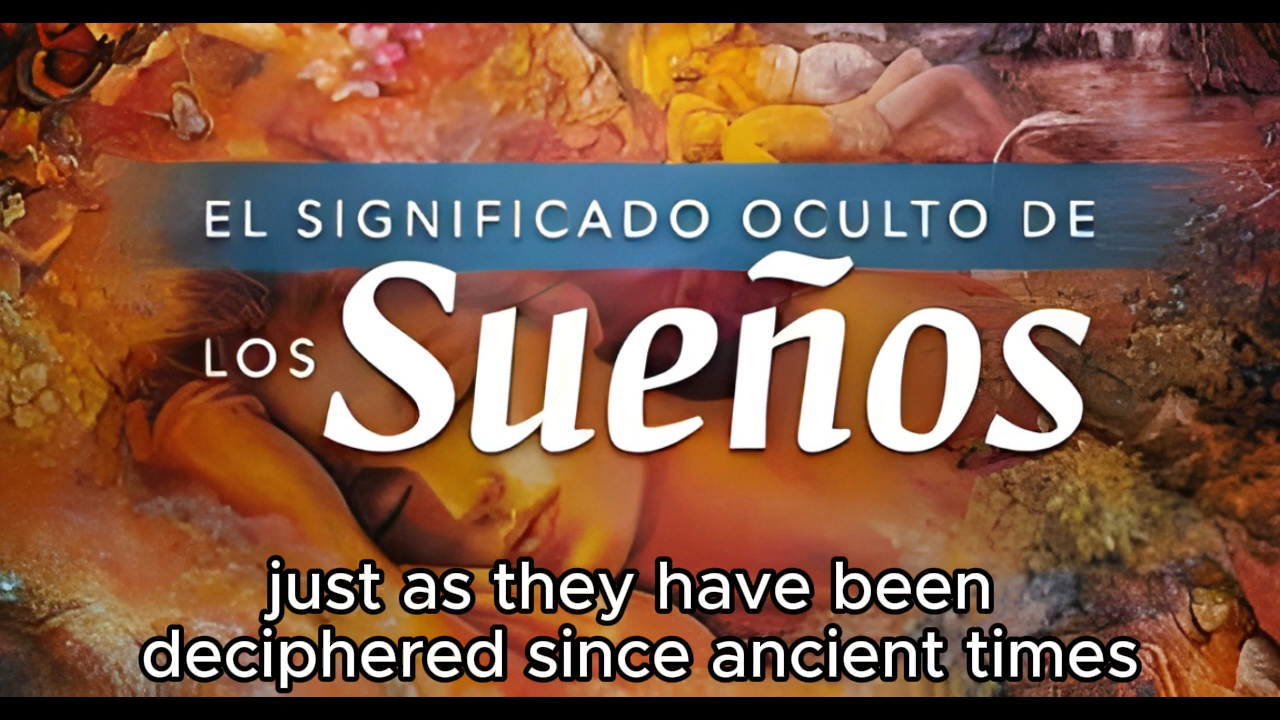 EL SIGNIFICADO OCULTO DE
LOS Sueños
just as they have been
deciphered since ancient times